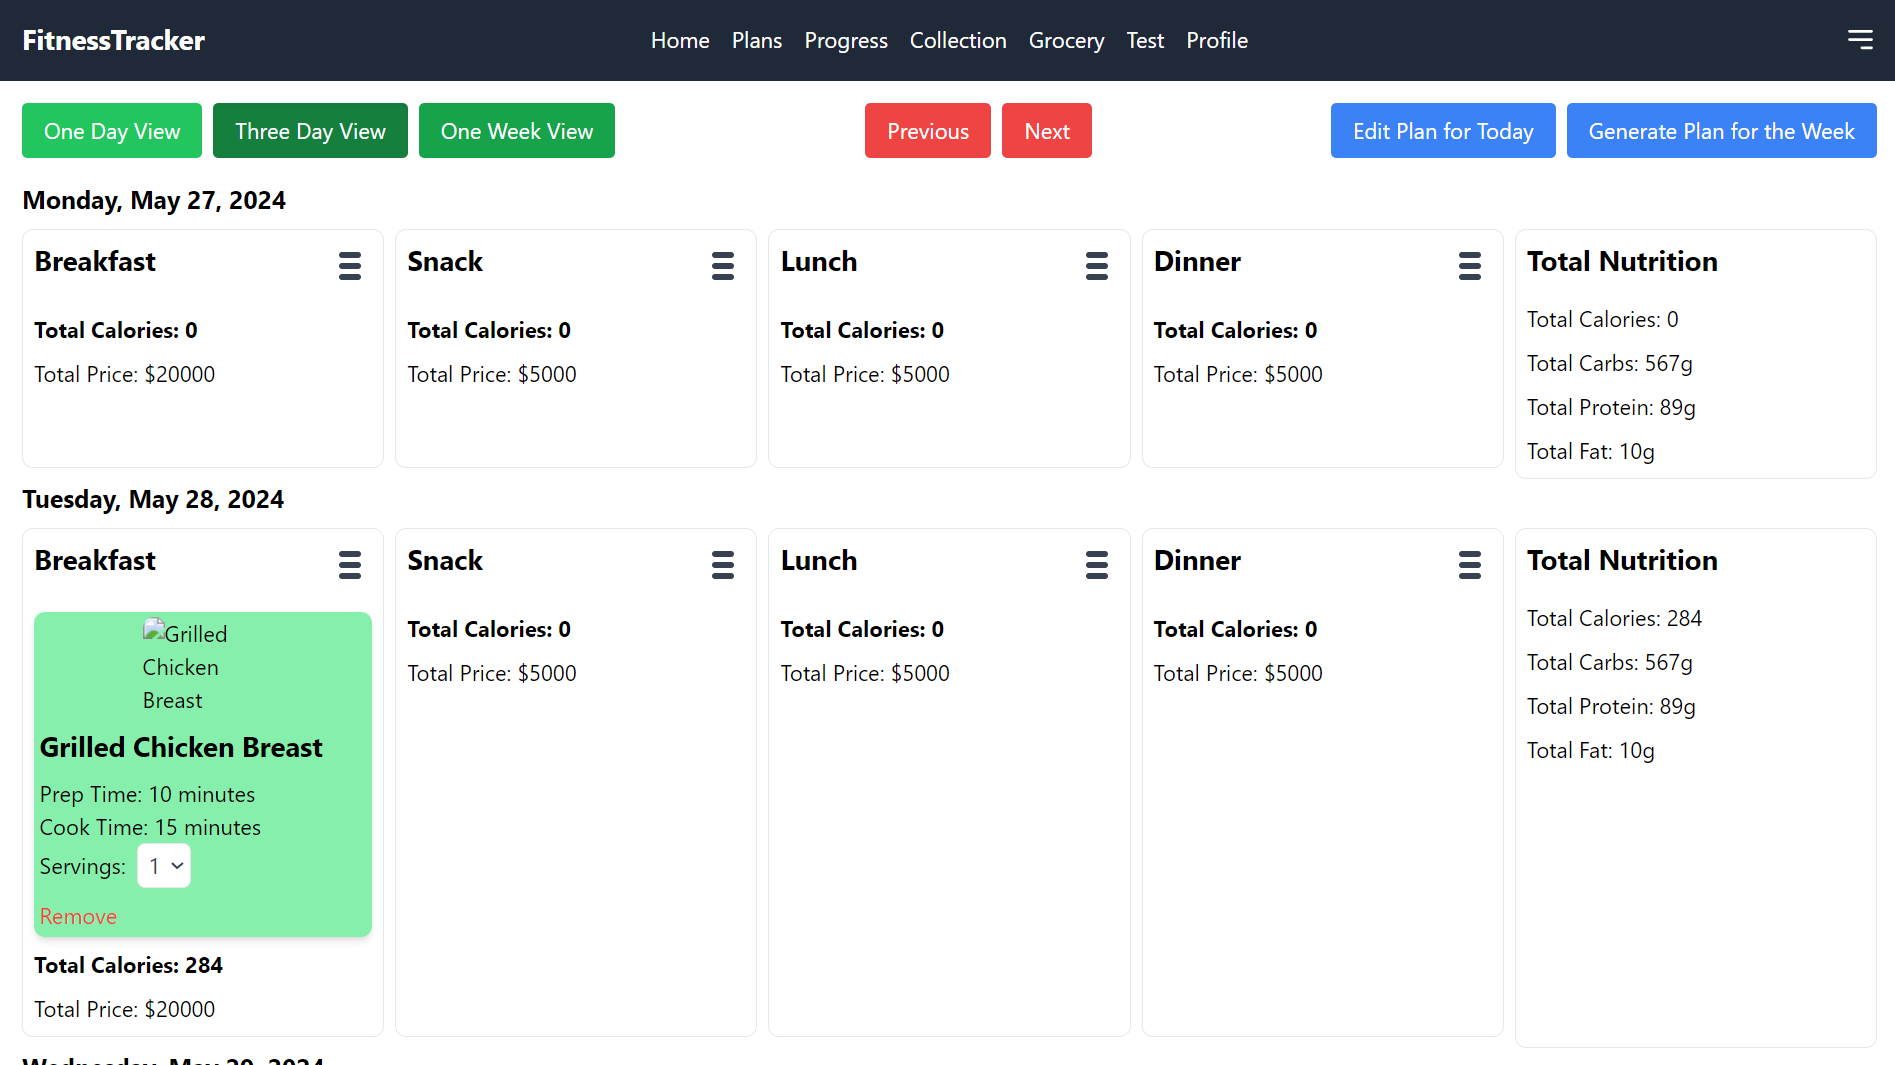 FitnessTracker
Home Plans Progress Collection Grocery Test Profile
One Day View Three Day View One Week View Previous Next Edit Plan for Today Generate Plan for the Week
Monday, May 27, 2024
Breakfast
Total Calories: 0
Total Price: $20000
Snack
Total Calories: 0
Total Price: $5000
Lunch
Total Calories: 0
Total Price: $5000
Dinner
Total Calories: 0
Total Price: $5000
Total Nutrition
Total Calories: 0
Total Carbs: 567g
Total Protein: 89g
Total Fat: 10g
Tuesday, May 28, 2024
Breakfast
Grilled
Chicken
Breast
Grilled Chicken Breast
Prep Time: 10 minutes
Cook Time: 15 minutes
Servings: 1
Remove
Total Calories: 284
Total Price: $20000
Snack
Total Calories: 0
Total Price: $5000
Lunch
Total Calories: 0
Total Price: $5000
Dinner
Total Calories: 0
Total Price: $5000
Total Nutrition
Total Calories: 284
Total Carbs: 567g
Total Protein: 89g
Total Fat: 10g
Wednesday, May 29, 2024